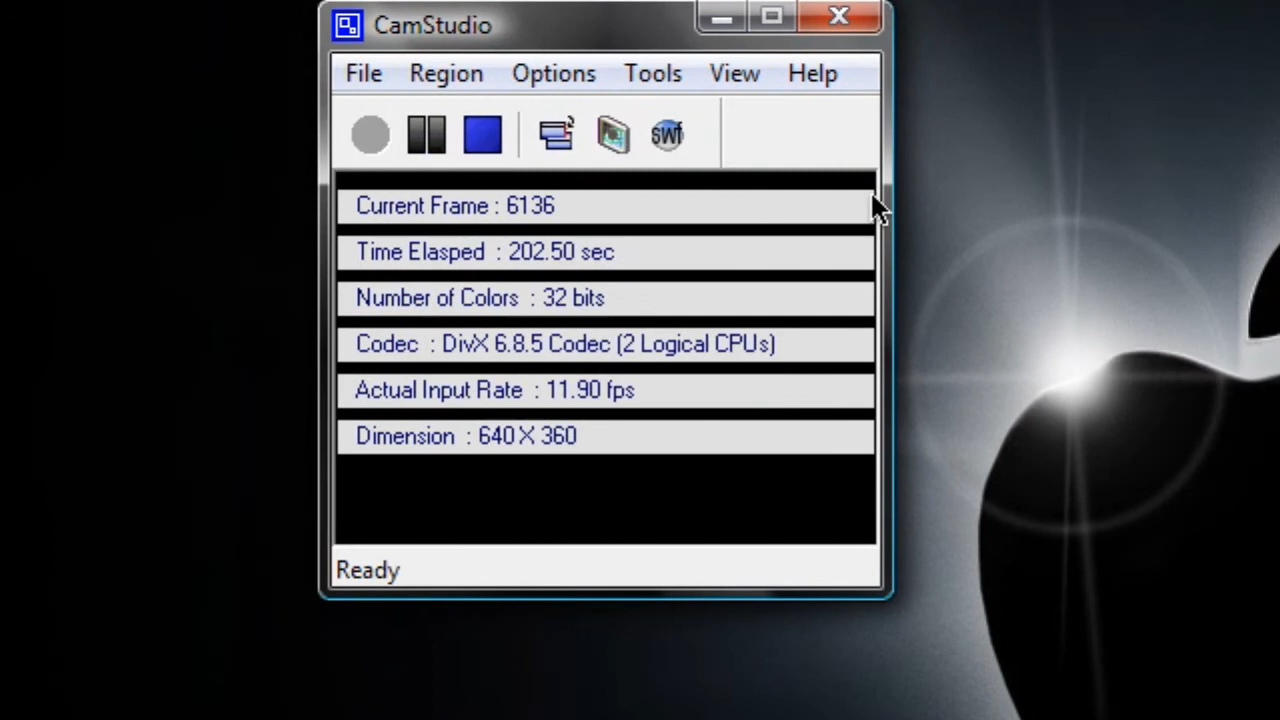 CamStudio
File Region Options Tools View Help
SWf
Current Frame : 6136
Time Elasped : 202.50 sec
Number of Colors : 32 bits
Codec : DivX 6.8.5 Codec (2 Logical CPUs)
Actual Input Rate : 11.90 fps
Dimension : 640 X 360
Ready